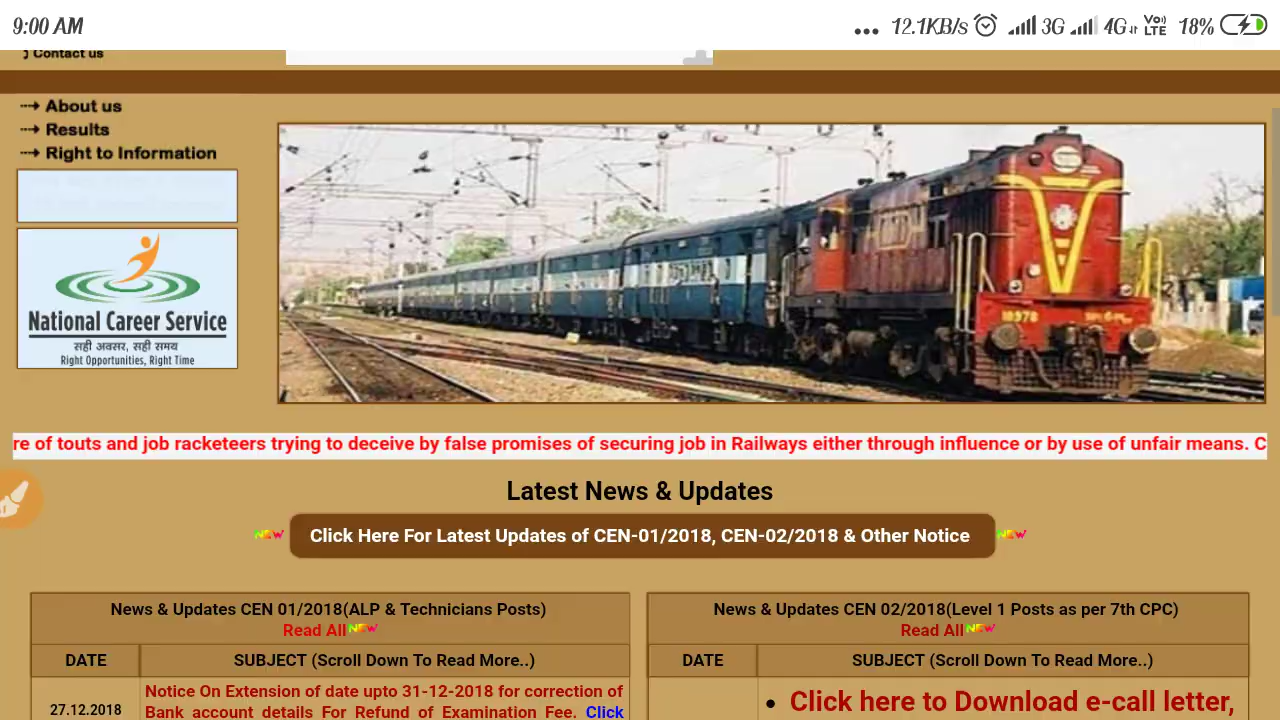 9:00 AM
... 12.1KB/s 3G 4G Vo)) LTE 18%
Contact us
About us
Results
Right to Information
National Career Service
सही अवसर, सही समय
Right Opportunities, Right Time
re of touts and job racketeers trying to deceive by false promises of securing job in Railways either through influence or by use of unfair means. C
Latest News & Updates
NEW Click Here For Latest Updates of CEN-01/2018, CEN-02/2018 & Other Notice NEW
News & Updates CEN 01/2018(ALP & Technicians Posts)
Read All NEW
DATE SUBJECT (Scroll Down To Read More..)
27.12.2018
Notice On Extension of date upto 31-12-2018 for correction of
Bank account details For Refund of Examination Fee. Click
News & Updates CEN 02/2018(Level 1 Posts as per 7th CPC)
Read All NEW
DATE SUBJECT (Scroll Down To Read More..)
• Click here to Download e-call letter,